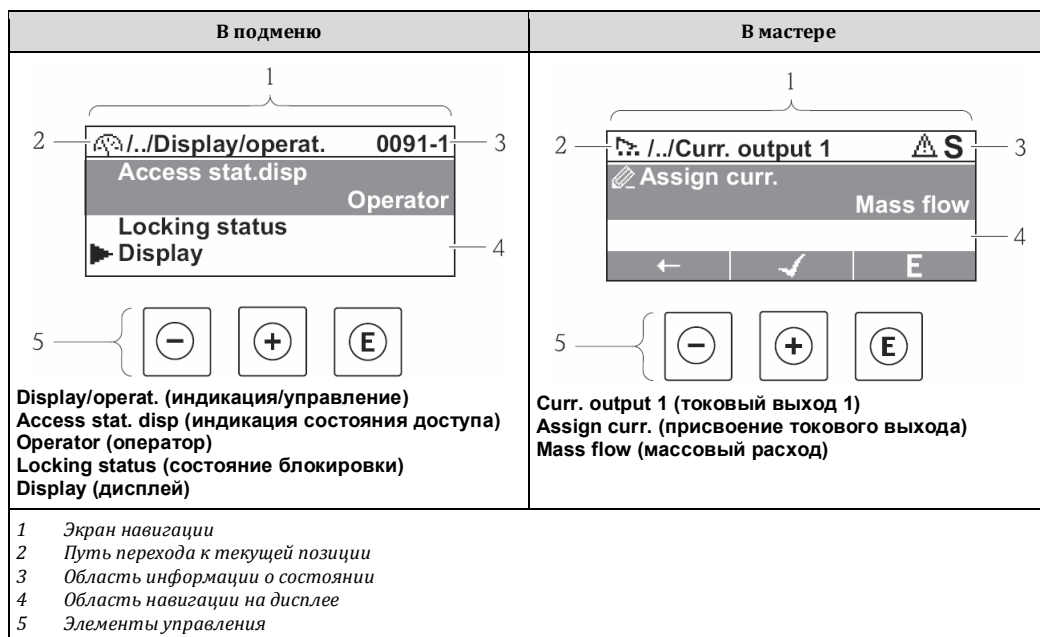 В подменю
1
2
/../Display/operat. 0091-1
3
Access stat.disp
Operator
Locking status
Display
4
5
- + E
Display/operat. (индикация/управление)
Access stat. disp (индикация состояния доступа)
Operator (оператор)
Locking status (состояние блокировки)
Display (дисплей)
В мастере
1
2
/../Curr. output 1 S
3
Assign curr.
Mass flow
4
← ✓ E
5
- + E
Curr. output 1 (токовый выход 1)
Assign curr. (присвоение токового выхода)
Mass flow (массовый расход)
1 Экран навигации
2 Путь перехода к текущей позиции
3 Область информации о состоянии
4 Область навигации на дисплее
5 Элементы управления